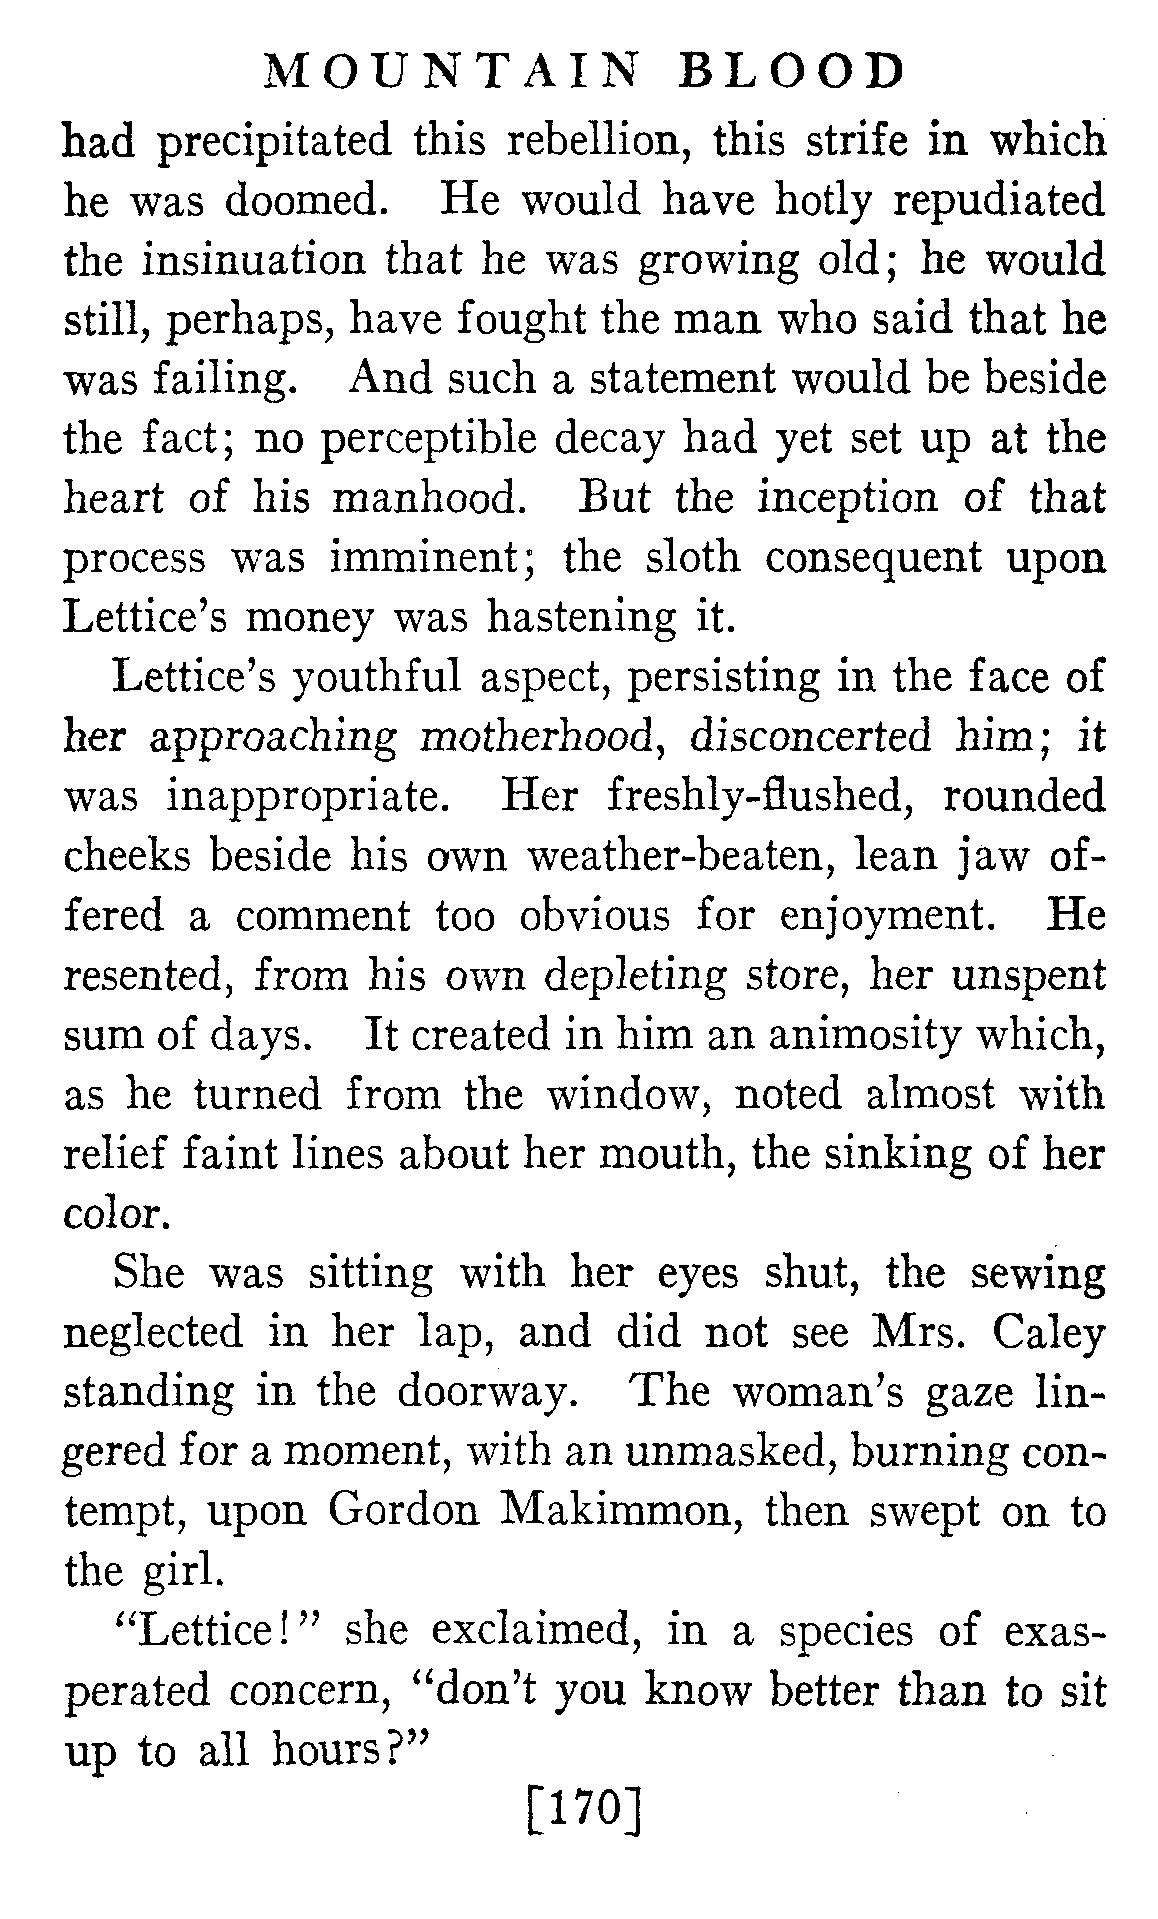 MOUNTAIN BLOOD
had precipitated this rebellion, this strife in which
he was doomed. He would have hotly repudiated
the insinuation that he was growing old; he would
still, perhaps, have fought the man who said that he
was failing. And such a statement would be beside
the fact; no perceptible decay had yet set up at the
heart of his manhood. But the inception of that
process was imminent; the sloth consequent upon
Lettice's money was hastening it.
Lettice's youthful aspect, persisting in the face of
her approaching motherhood, disconcerted him; it
was inappropriate. Her freshly-flushed, rounded
cheeks beside his own weather-beaten, lean jaw of-
fered a comment too obvious for enjoyment. He
resented, from his own depleting store, her unspent
sum of days. It created in him an animosity which,
as he turned from the window, noted almost with
relief faint lines about her mouth, the sinking of her
color.
She was sitting with her eyes shut, the sewing
neglected in her lap, and did not see Mrs. Caley
standing in the doorway. The woman's gaze lin-
gered for a moment, with an unmasked, burning con-
tempt, upon Gordon Makimmon, then swept on to
the girl.
"Lettice!" she exclaimed, in a species of exas-
perated concern, "don't you know better than to sit
up to all hours?"
[170]